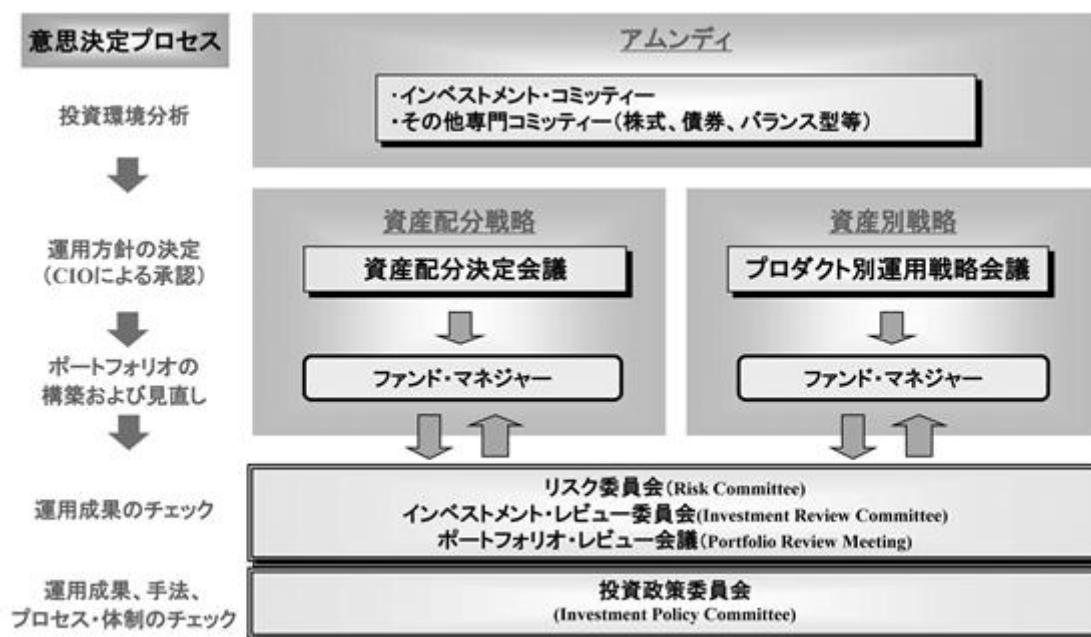 意思決定プロセス
アムンディ
投資環境分析
・インベストメント・コミッティー
・その他専門コミッティー(株式、債券、バランス型等)
資産配分戦略
資産別戦略
運用方針の決定
(CIOによる承認)
資産配分決定会議
プロダクト別運用戦略会議
ポートフォリオの
構築および見直し
ファンド・マネジャー
ファンド・マネジャー
運用成果のチェック
リスク委員会(Risk Committee)
インベストメント・レビュー委員会(Investment Review Committee)
ポートフォリオ・レビュー会議(Portfolio Review Meeting)
運用成果、手法、
プロセス・体制のチェック
投資政策委員会
(Investment Policy Committee)